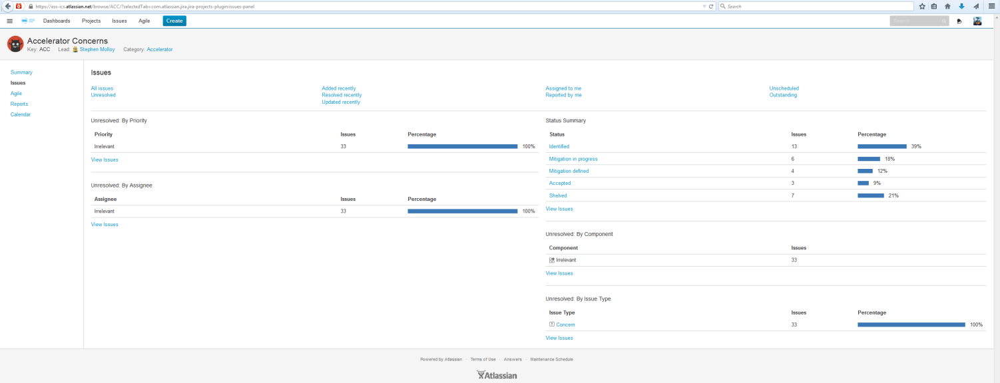 https://ess-ics.atlassian.net/browse/ACC/?selectedTab=com.atlassian.jira.jira-projects-plugin:issues-panel
Search
Dashboards Projects Issues Agile Create Search
Accelerator Concerns
Key: ACC Lead: Stephen Molloy Category: Accelerator
Summary
Issues
Agile
Reports
Calendar
Issues
All issues Added recently Assigned to me Unscheduled
Unresolved Resolved recently Reported by me Outstanding
Updated recently
Unresolved: By Priority
Priority Issues Percentage
Irrelevant 33 100%
View Issues
Unresolved: By Assignee
Assignee Issues Percentage
Irrelevant 33 100%
View Issues
Status Summary
Status Issues Percentage
Identified 13 39%
Mitigation in progress 6 18%
Mitigation defined 4 12%
Accepted 3 9%
Shelved 7 21%
View Issues
Unresolved: By Component
Component Issues
Irrelevant 33
View Issues
Unresolved: By Issue Type
Issue Type Issues Percentage
Concern 33 100%
View Issues
Powered by Atlassian · Terms of Use · Answers · Maintenance Schedule
Atlassian